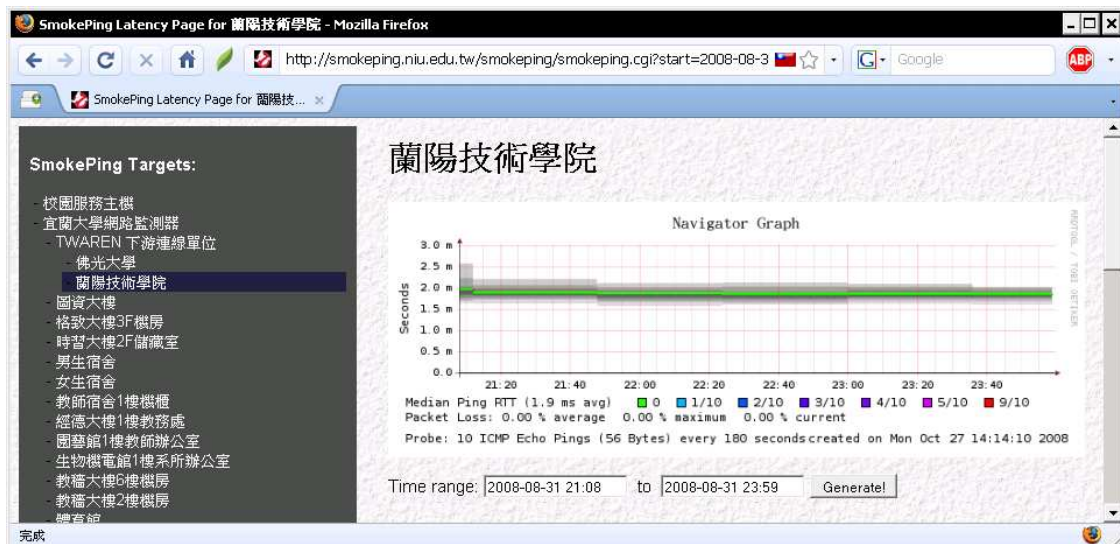 SmokePing Latency Page for 蘭陽技術學院 - Mozilla Firefox
http://smokeping.niu.edu.tw/smokeping/smokeping.cgi?start=2008-08-3
G
Google
ABP
SmokePing Latency Page for 蘭陽技...
SmokePing Targets:
- 校園服務主機
- 宜蘭大學網路監測器
- TWAREN 下游連線單位
- 佛光大學
- 蘭陽技術學院
- 圖資大樓
- 格致大樓3F機房
- 時習大樓2F儲藏室
- 男生宿舍
- 女生宿舍
- 教師宿舍1樓機櫃
- 經德大樓1樓教務處
- 園藝館1樓教師辦公室
- 生物機電館1樓系所辦公室
- 教穡大樓6樓機房
- 教穡大樓2樓機房
- 體育館
蘭陽技術學院
Navigator Graph
RRDTOOL / TOBI OETIKER
Seconds
3.0 m
2.5 m
2.0 m
1.5 m
1.0 m
0.5 m
0.0
21:20 21:40 22:00 22:20 22:40 23:00 23:20 23:40
Median Ping RTT (1.9 ms avg) 0 1/10 2/10 3/10 4/10 5/10 9/10
Packet Loss: 0.00 % average 0.00 % maximum 0.00 % current
Probe: 10 ICMP Echo Pings (56 Bytes) every 180 seconds created on Mon Oct 27 14:14:10 2008
Time range: 2008-08-31 21:08 to 2008-08-31 23:59 Generate!
完成